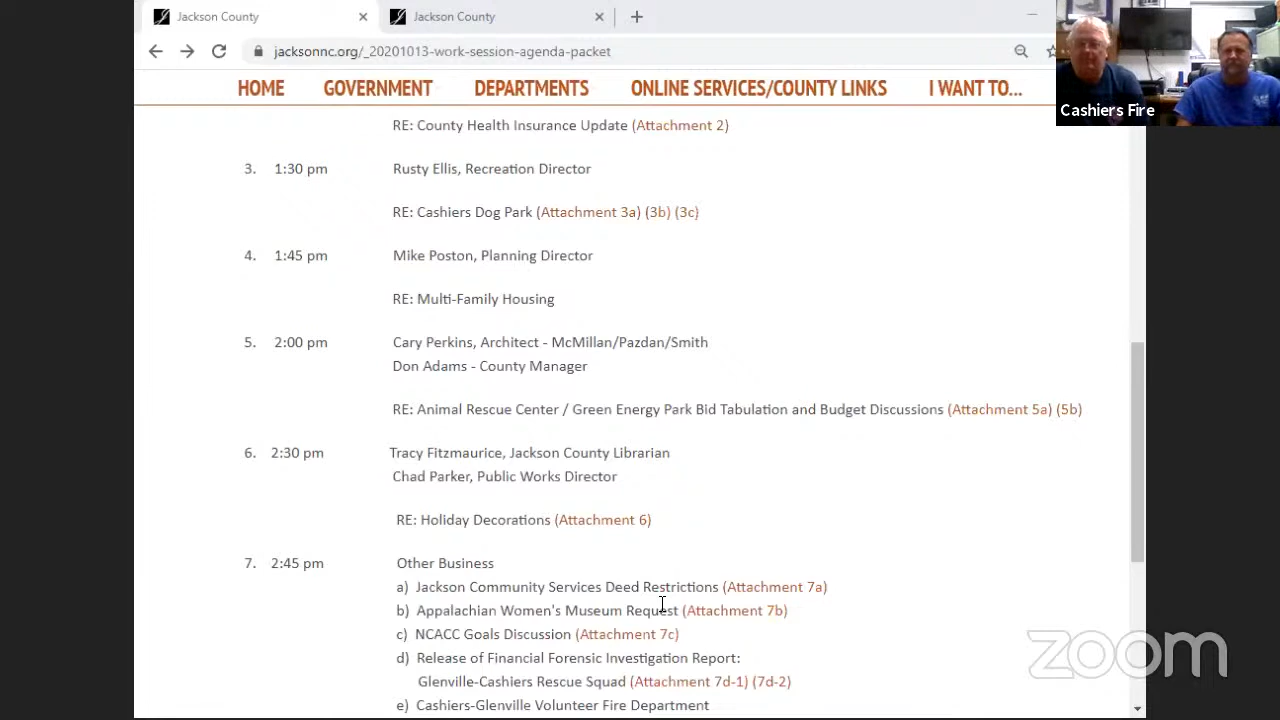 Jackson County
Jackson County
jacksonnc.org/_20201013-work-session-agenda-packet
HOME GOVERNMENT DEPARTMENTS ONLINE SERVICES/COUNTY LINKS I WANT TO...
Cashiers Fire
RE: County Health Insurance Update (Attachment 2)
3. 1:30 pm Rusty Ellis, Recreation Director
RE: Cashiers Dog Park (Attachment 3a) (3b) (3c)
4. 1:45 pm Mike Poston, Planning Director
RE: Multi-Family Housing
5. 2:00 pm Cary Perkins, Architect - McMillan/Pazdan/Smith
Don Adams - County Manager
RE: Animal Rescue Center / Green Energy Park Bid Tabulation and Budget Discussions (Attachment 5a) (5b)
6. 2:30 pm Tracy Fitzmaurice, Jackson County Librarian
Chad Parker, Public Works Director
RE: Holiday Decorations (Attachment 6)
7. 2:45 pm Other Business
a) Jackson Community Services Deed Restrictions (Attachment 7a)
b) Appalachian Women's Museum Request (Attachment 7b)
c) NCACC Goals Discussion (Attachment 7c)
d) Release of Financial Forensic Investigation Report:
Glenville-Cashiers Rescue Squad (Attachment 7d-1) (7d-2)
e) Cashiers-Glenville Volunteer Fire Department
zoom